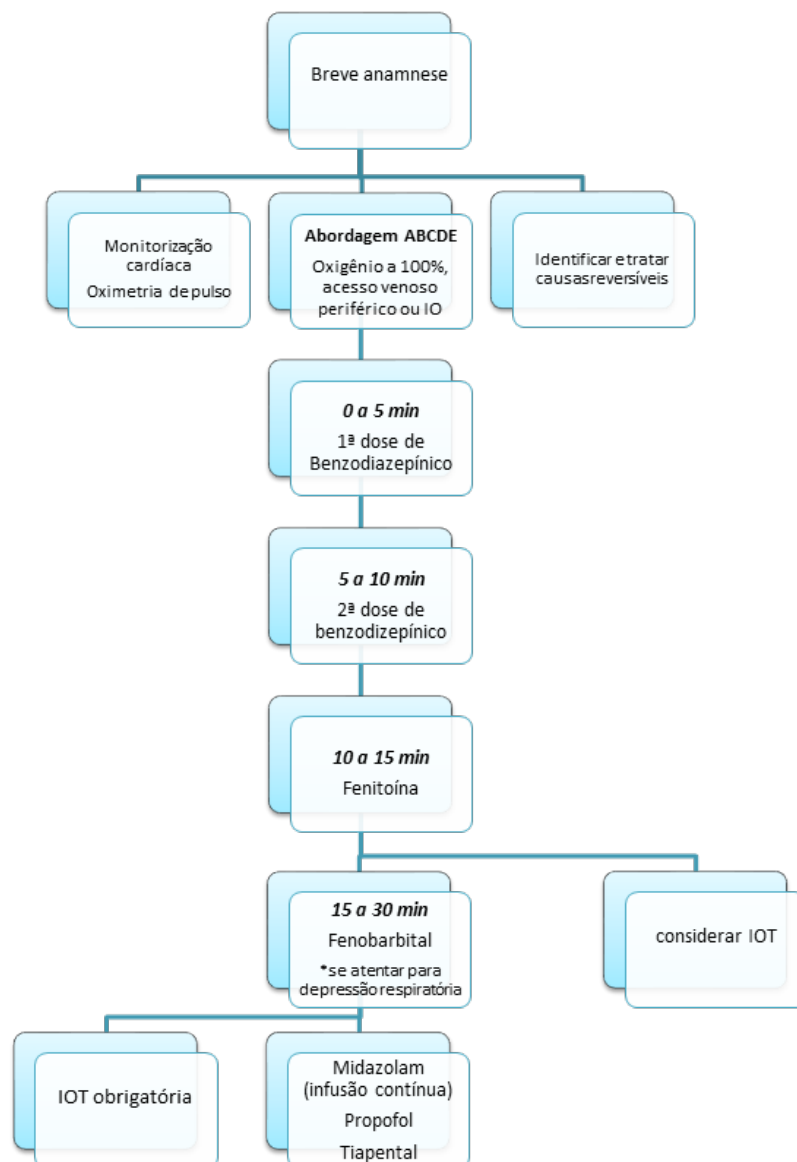 Breve anamnese
Monitorização
cardíaca
Oximetria de pulso
Abordagem ABCDE
Oxigênio a 100%,
acesso venoso
periférico ou IO
Identificar e tratar
causas reversíveis
0 a 5 min
1ª dose de
Benzodiazepínico
5 a 10 min
2ª dose de
benzodizepínico
10 a 15 min
Fenitoína
15 a 30 min
Fenobarbital
*se atentar para
depressão respiratória
considerar IOT
IOT obrigatória
Midazolam
(infusão contínua)
Propofol
Tiapental